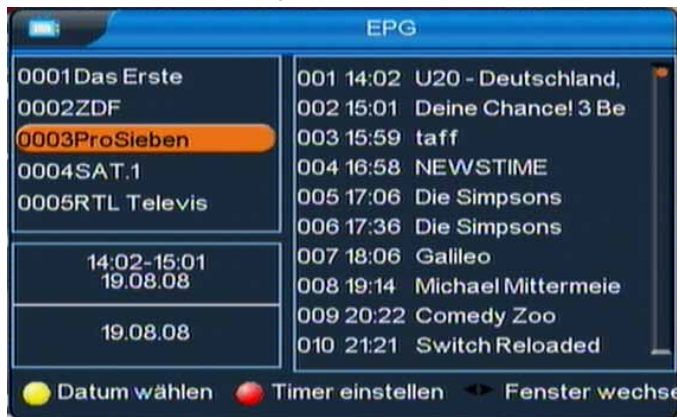 EPG
0001Das Erste
0002ZDF
0003ProSieben
0004SAT.1
0005RTL Televis
14:02-15:01
19.08.08
19.08.08
001 14:02 U20 - Deutschland,
002 15:01 Deine Chance! 3 Be
003 15:59 taff
004 16:58 NEWSTIME
005 17:06 Die Simpsons
006 17:36 Die Simpsons
007 18:06 Galileo
008 19:14 Michael Mittermeie
009 20:22 Comedy Zoo
010 21:21 Switch Reloaded
Datum wählen Timer einstellen Fenster wechse